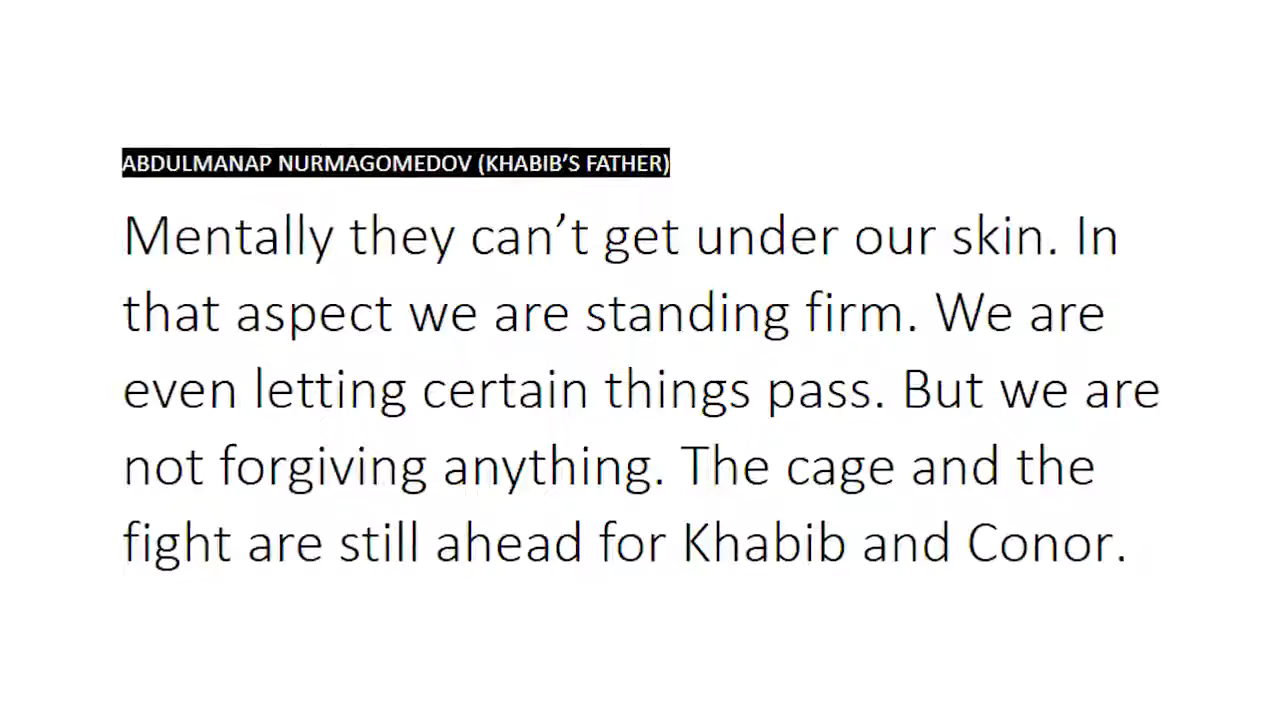 ABDULMANAP NURMAGOMEDOV (KHABIB’S FATHER)
Mentally they can’t get under our skin. In
that aspect we are standing firm. We are
even letting certain things pass. But we are
not forgiving anything. The cage and the
fight are still ahead for Khabib and Conor.